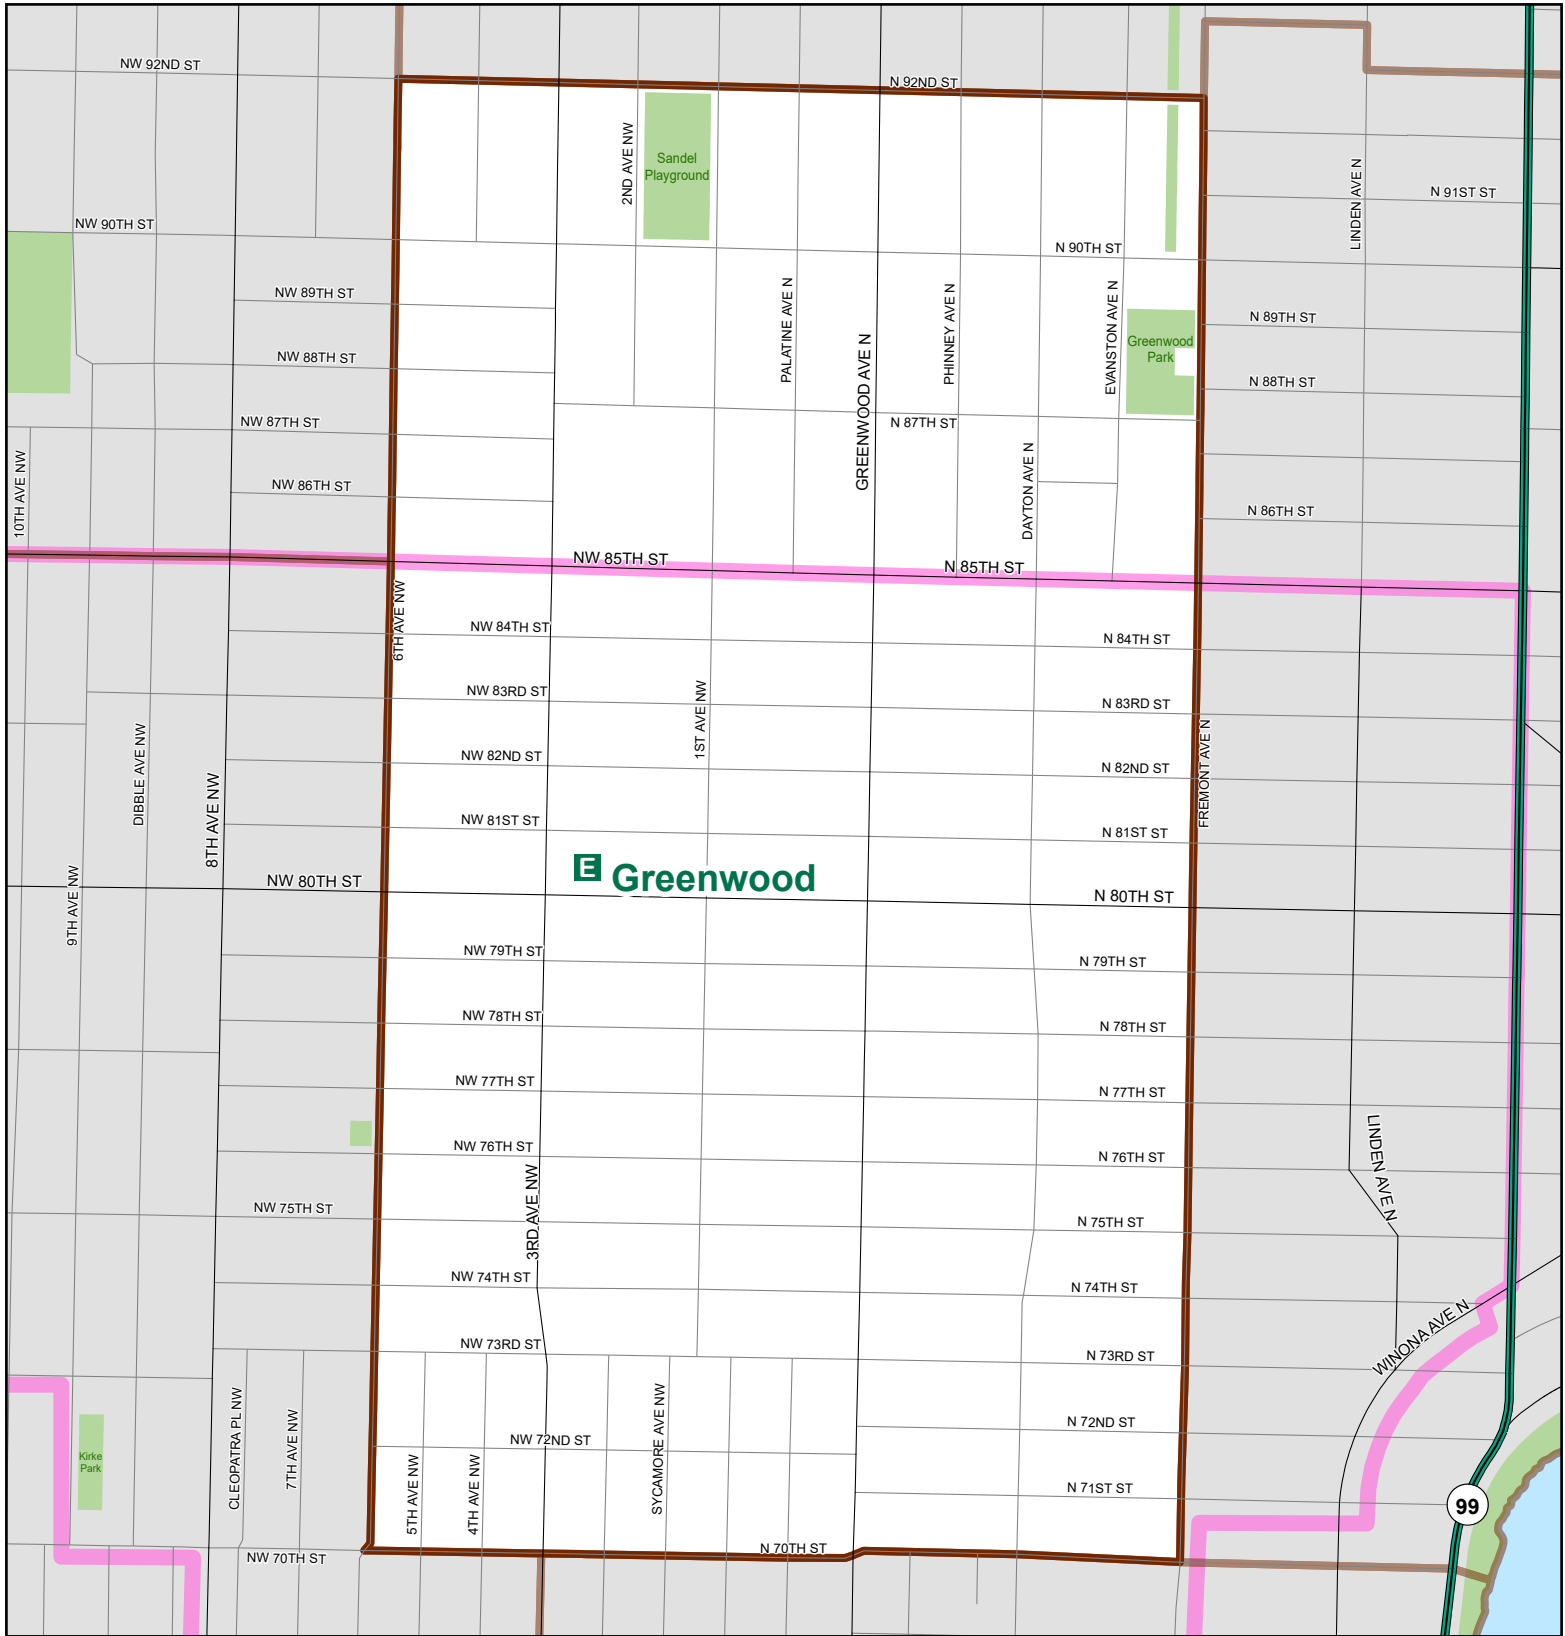 NW 92ND ST
N 92ND ST
2ND AVE NW
Sandel
Playground
LINDEN AVE N
N 91ST ST
NW 90TH ST
N 90TH ST
NW 89TH ST
PALATINE AVE N
PHINNEY AVE N
EVANSTON AVE N
N 89TH ST
GREENWOOD AVE N
Greenwood
Park
NW 88TH ST
N 88TH ST
NW 87TH ST
N 87TH ST
10TH AVE NW
DAYTON AVE N
NW 86TH ST
N 86TH ST
NW 85TH ST
N 85TH ST
6TH AVE NW
NW 84TH ST
N 84TH ST
NW 83RD ST
1ST AVE NW
N 83RD ST
FREMONT AVE N
DIBBLE AVE NW
8TH AVE NW
NW 82ND ST
N 82ND ST
NW 81ST ST
N 81ST ST
E Greenwood
9TH AVE NW
NW 80TH ST
N 80TH ST
NW 79TH ST
N 79TH ST
NW 78TH ST
N 78TH ST
NW 77TH ST
N 77TH ST
NW 76TH ST
N 76TH ST
LINDEN AVE N
3RD AVE NW
NW 75TH ST
N 75TH ST
NW 74TH ST
N 74TH ST
WINONA AVE N
NW 73RD ST
N 73RD ST
CLEOPATRA PL NW
7TH AVE NW
SYCAMORE AVE NW
N 72ND ST
NW 72ND ST
Kirke
Park
5TH AVE NW
4TH AVE NW
N 71ST ST
99
NW 70TH ST
N 70TH ST